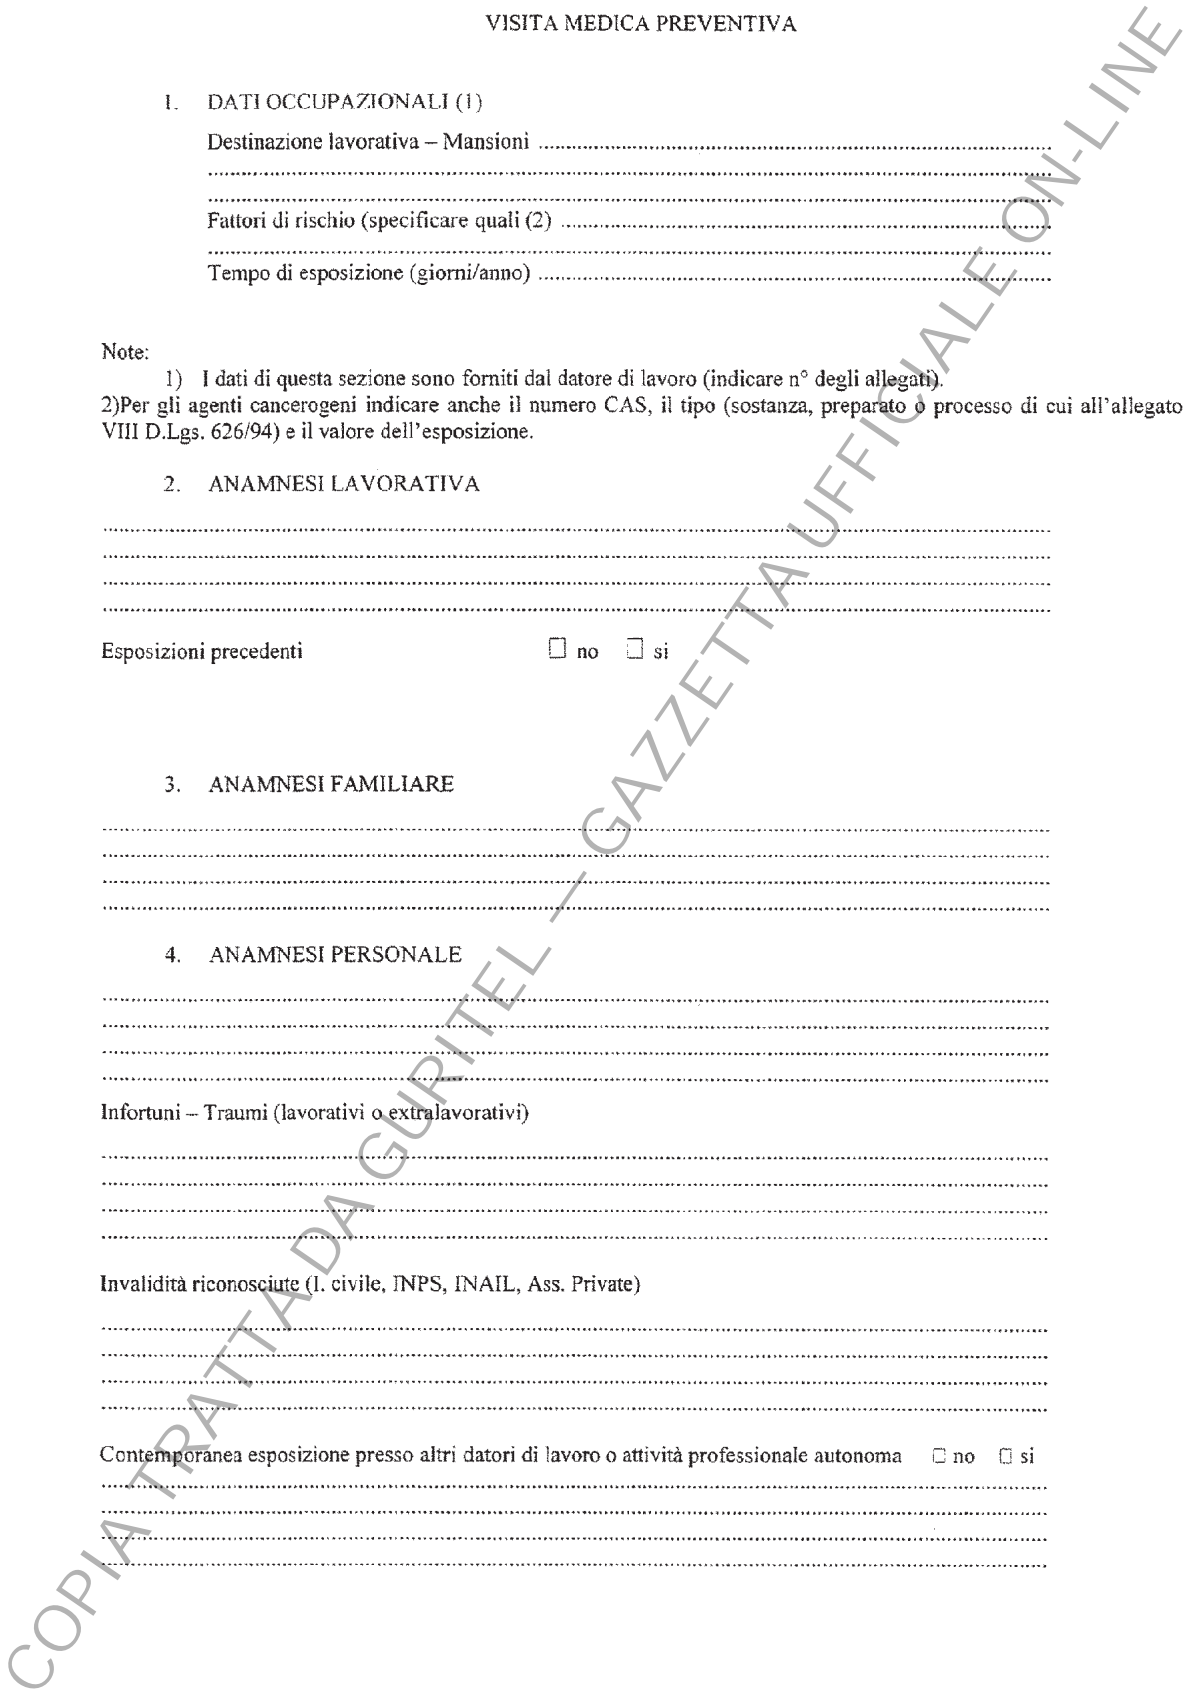 VISITA MEDICA PREVENTIVA
1. DATI OCCUPAZIONALI (1)
Destinazione lavorativa – Mansioni ................................................................................................
................................................................................................
................................................................................................
Fattori di rischio (specificare quali (2) ................................................................................................
................................................................................................
Tempo di esposizione (giorni/anno) ................................................................................................
Note:
1) I dati di questa sezione sono forniti dal datore di lavoro (indicare n° degli allegati).
2)Per gli agenti cancerogeni indicare anche il numero CAS, il tipo (sostanza, preparato o processo di cui all'allegato
VIII D.Lgs. 626/94) e il valore dell'esposizione.
2. ANAMNESI LAVORATIVA
................................................................................................
................................................................................................
................................................................................................
................................................................................................
Esposizioni precedenti ☐ no ☐ si
3. ANAMNESI FAMILIARE
................................................................................................
................................................................................................
................................................................................................
................................................................................................
4. ANAMNESI PERSONALE
................................................................................................
................................................................................................
................................................................................................
................................................................................................
Infortuni – Traumi (lavorativi o extralavorativi)
................................................................................................
................................................................................................
................................................................................................
................................................................................................
Invalidità riconosciute (I. civile, INPS, INAIL, Ass. Private)
................................................................................................
................................................................................................
................................................................................................
................................................................................................
Contemporanea esposizione presso altri datori di lavoro o attività professionale autonoma ☐ no ☐ si
................................................................................................
................................................................................................
................................................................................................
................................................................................................
COPIA TRATTA DA GURITEL — GAZZETTA UFFICIALE ON-LINE